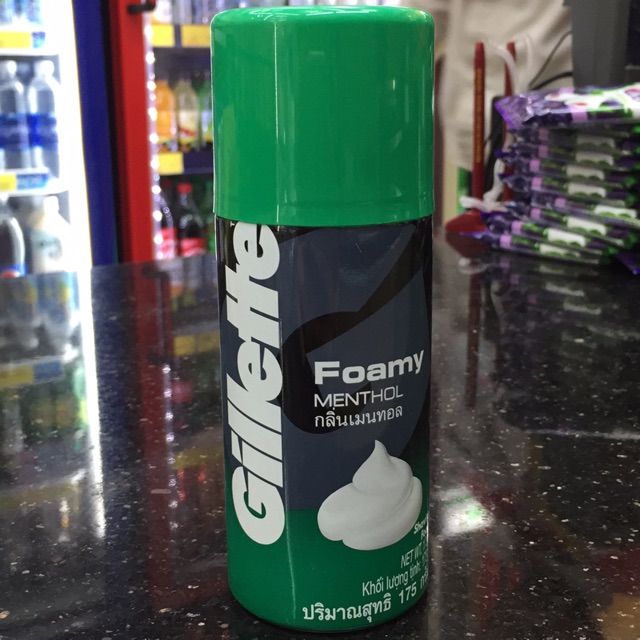 Gillette
Foamy
MENTHOL
กลิ่นเมนทอล
NET
Khối lượng tịnh:
ปริมาณสุทธิ 175